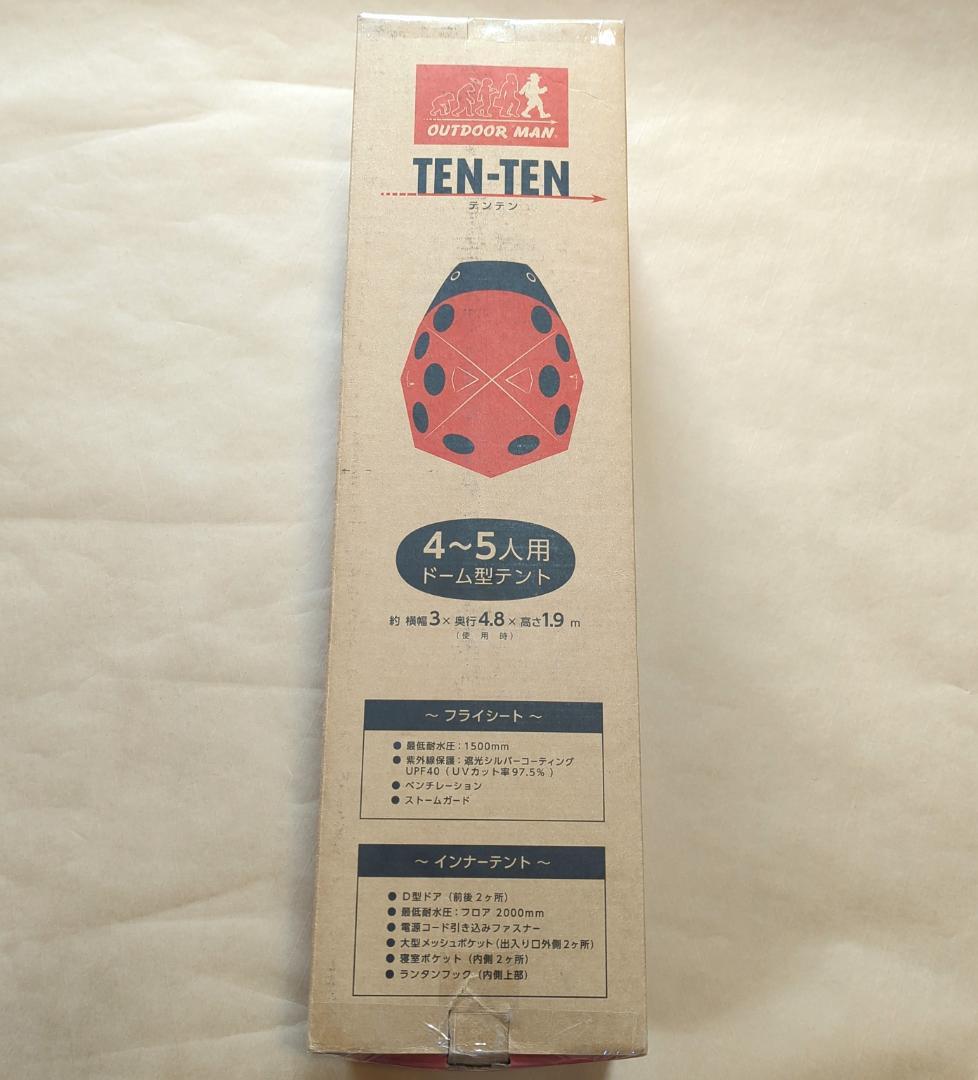 OUTDOOR MAN®
TEN-TEN
テンテン
4～5人用
ドーム型テント
約 横幅3×奥行4.8×高さ1.9 m
（使用時）
～ フライシート ～
● 最低耐水圧：1500mm
● 紫外線保護：遮光シルバーコーティング
UPF40（UVカット率97.5%）
● ベンチレーション
● ストームガード
～ インナーテント ～
● D型ドア（前後2ヶ所）
● 最低耐水圧：フロア 2000mm
● 電源コード引き込みファスナー
● 大型メッシュポケット（出入り口外側2ヶ所）
● 寝室ポケット（内側2ヶ所）
● ランタンフック（内側上部）